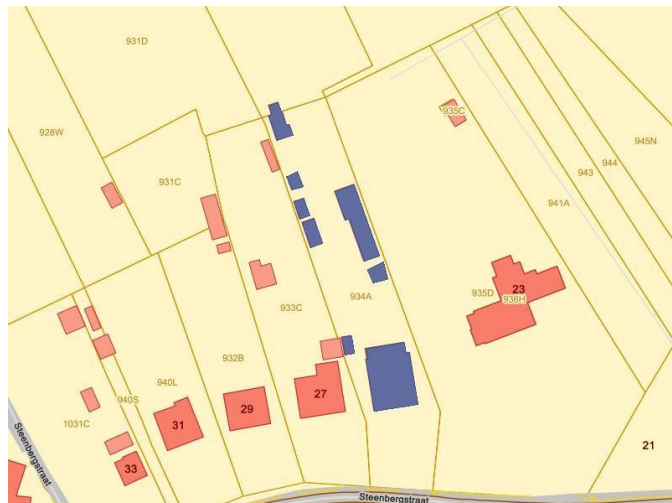 931D
928W
935C
945N
944
943
931C
941A
934A
935D
23
936H
933C
932B
940L
940S
27
29
31
1031C
33
21
Steenbergstraat
Steenbergstraat